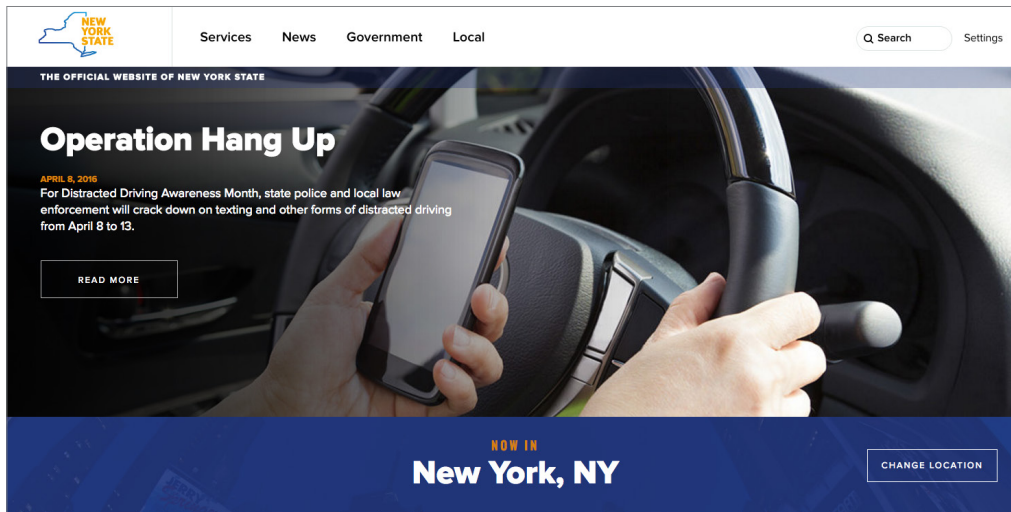 NEW
YORK
STATE
Services News Government Local
Search
Settings
THE OFFICIAL WEBSITE OF NEW YORK STATE
Operation Hang Up
APRIL 8, 2016
For Distracted Driving Awareness Month, state police and local law
enforcement will crack down on texting and other forms of distracted driving
from April 8 to 13.
READ MORE
NOW IN
New York, NY
CHANGE LOCATION